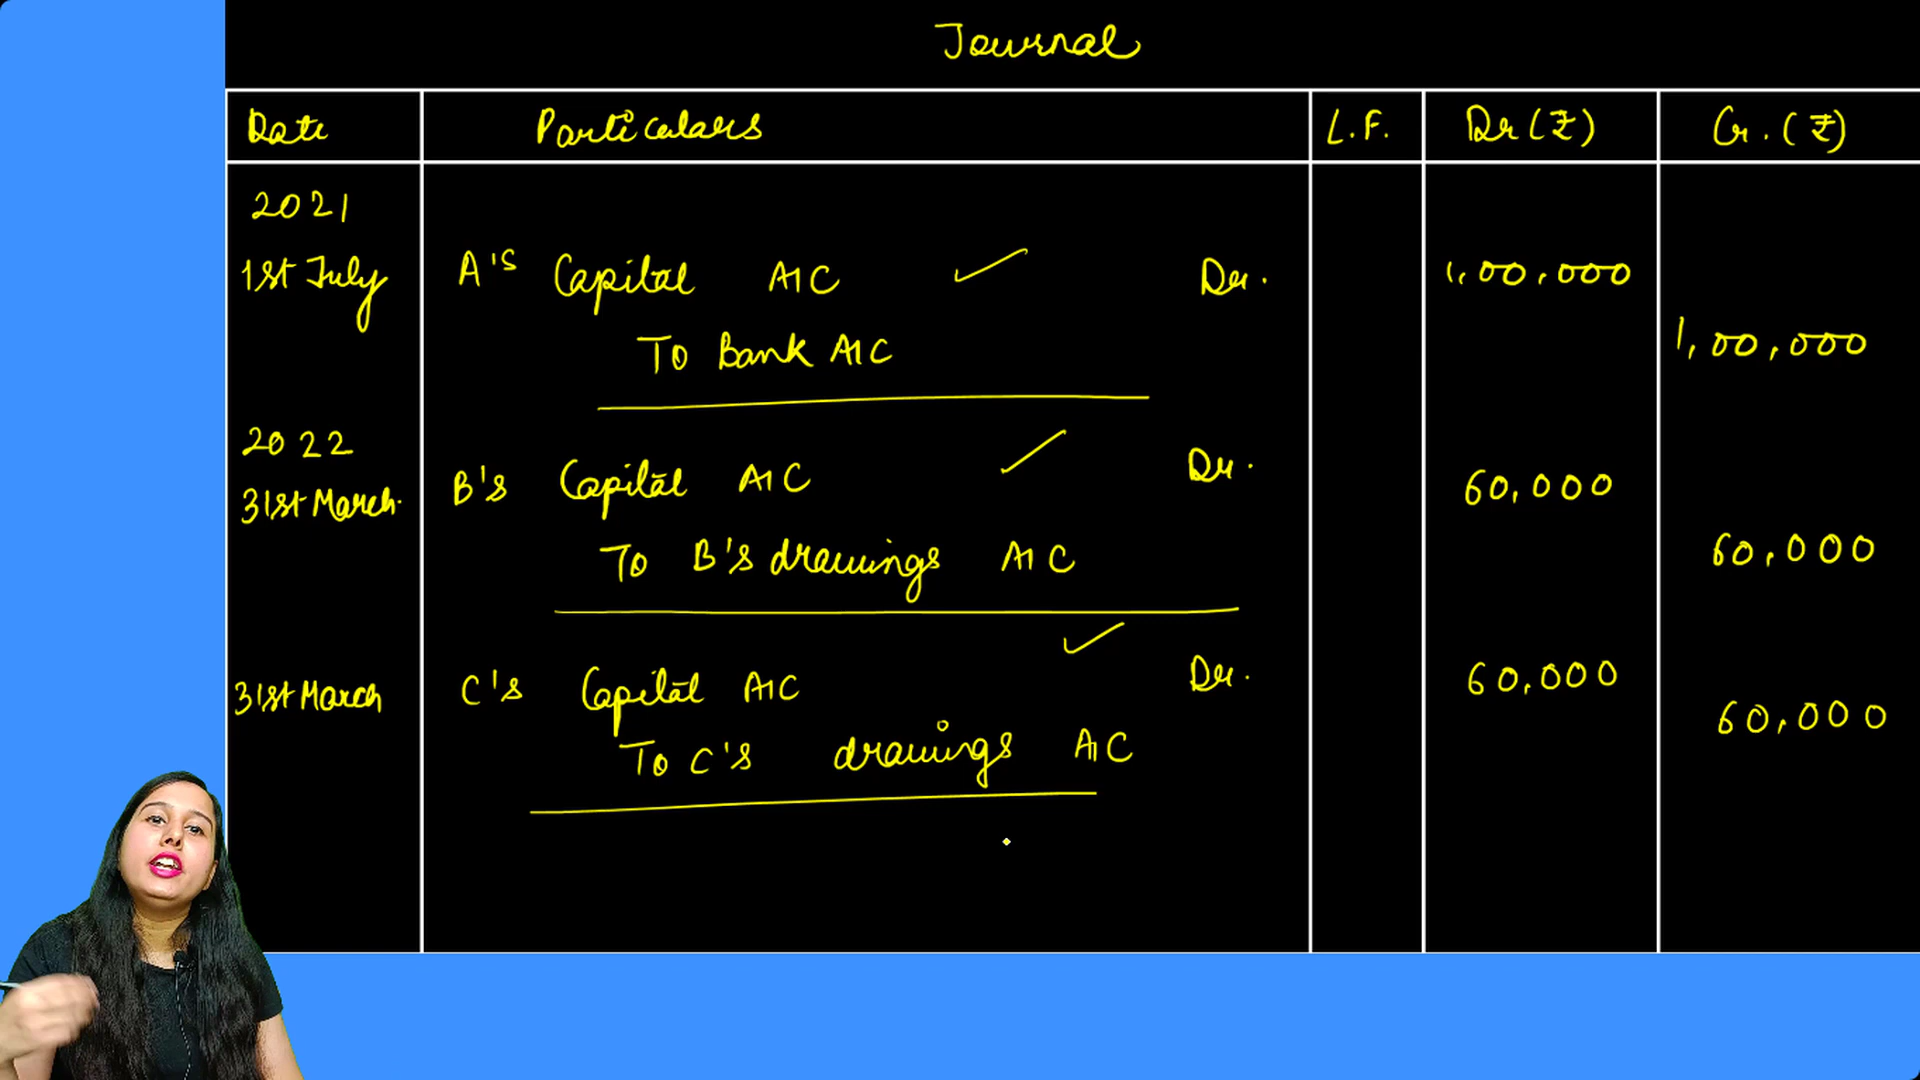 Journal
Date Particulars L.F. Dr (₹) Cr. (₹)
2021
1st July A's Capital A/C Dr. 1,00,000
To Bank A/C 1,00,000
2022
31st March. B's Capital A/C Dr. 60,000
To B's drawings A/C 60,000
31st March C's Capital A/C Dr. 60,000
To C's drawings A/C 60,000